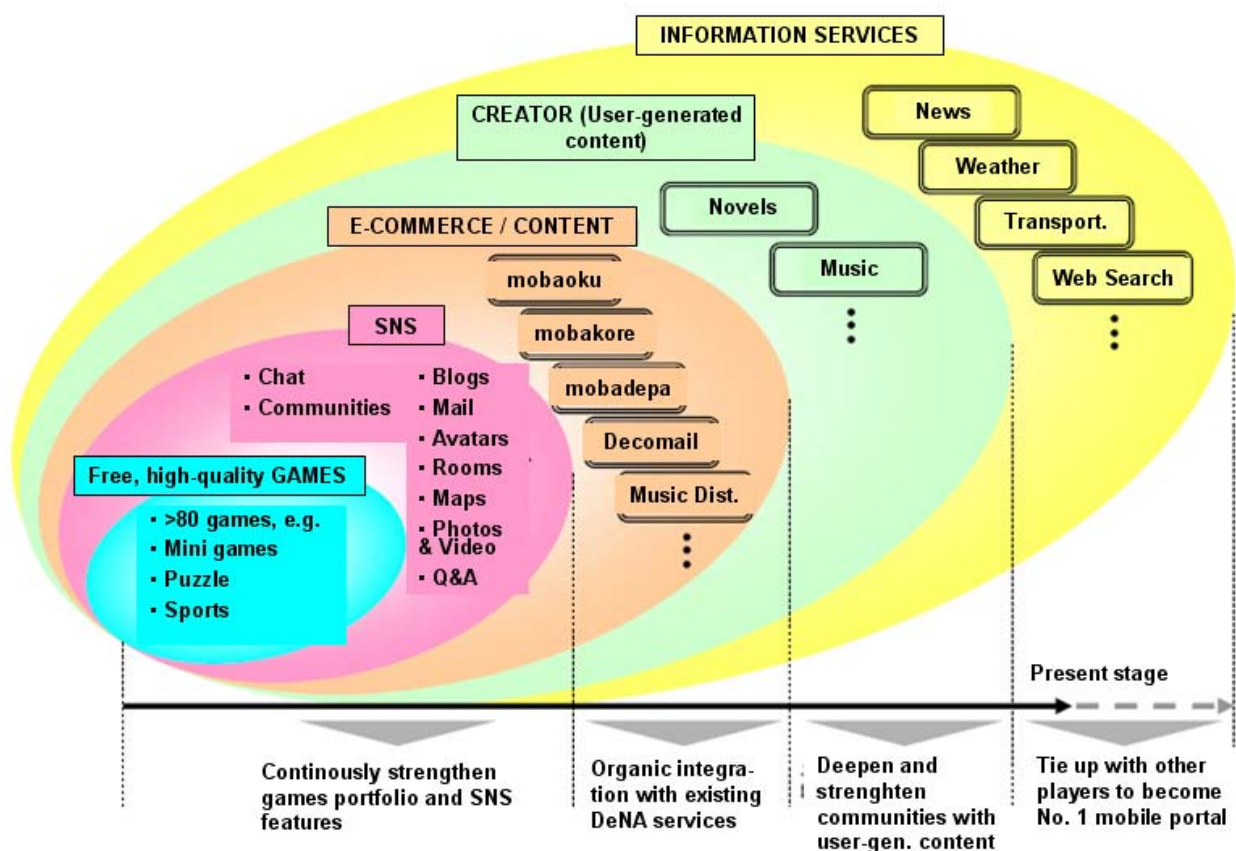 INFORMATION SERVICES
News
Weather
Transport.
Web Search
CREATOR (User-generated
content)
Novels
Music
E-COMMERCE / CONTENT
mobaoku
mobakore
mobadepa
Decomail
Music Dist.
SNS
▪ Chat
▪ Communities
▪ Blogs
▪ Mail
▪ Avatars
▪ Rooms
▪ Maps
▪ Photos
& Video
▪ Q&A
Free, high-quality GAMES
▪ >80 games, e.g.
▪ Mini games
▪ Puzzle
▪ Sports
Present stage
Continously strengthen
games portfolio and SNS
features
Organic integra-
tion with existing
DeNA services
Deepen and
strenghten
communities with
user-gen. content
Tie up with other
players to become
No. 1 mobile portal